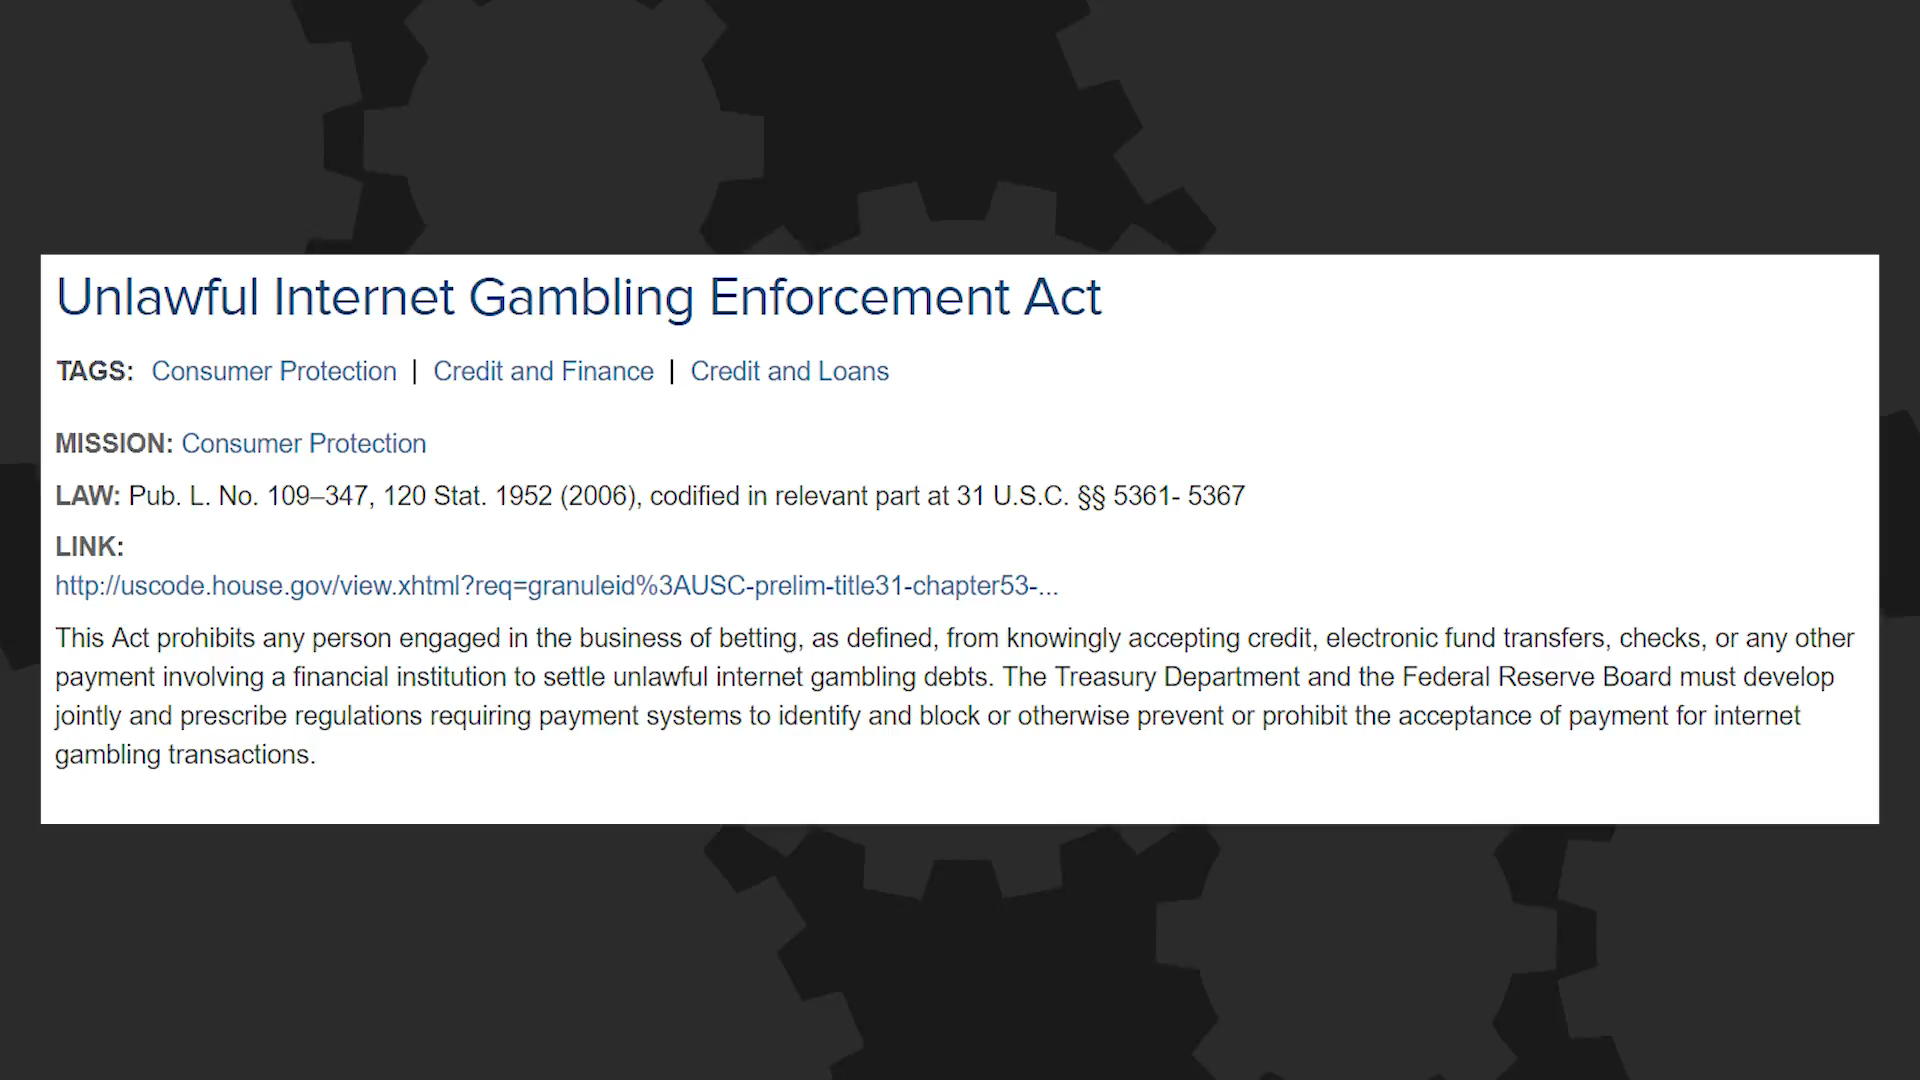 Unlawful Internet Gambling Enforcement Act
TAGS: Consumer Protection | Credit and Finance | Credit and Loans
MISSION: Consumer Protection
LAW: Pub. L. No. 109–347, 120 Stat. 1952 (2006), codified in relevant part at 31 U.S.C. §§ 5361- 5367
LINK:
http://uscode.house.gov/view.xhtml?req=granuleid%3AUSC-prelim-title31-chapter53-...
This Act prohibits any person engaged in the business of betting, as defined, from knowingly accepting credit, electronic fund transfers, checks, or any other
payment involving a financial institution to settle unlawful internet gambling debts. The Treasury Department and the Federal Reserve Board must develop
jointly and prescribe regulations requiring payment systems to identify and block or otherwise prevent or prohibit the acceptance of payment for internet
gambling transactions.